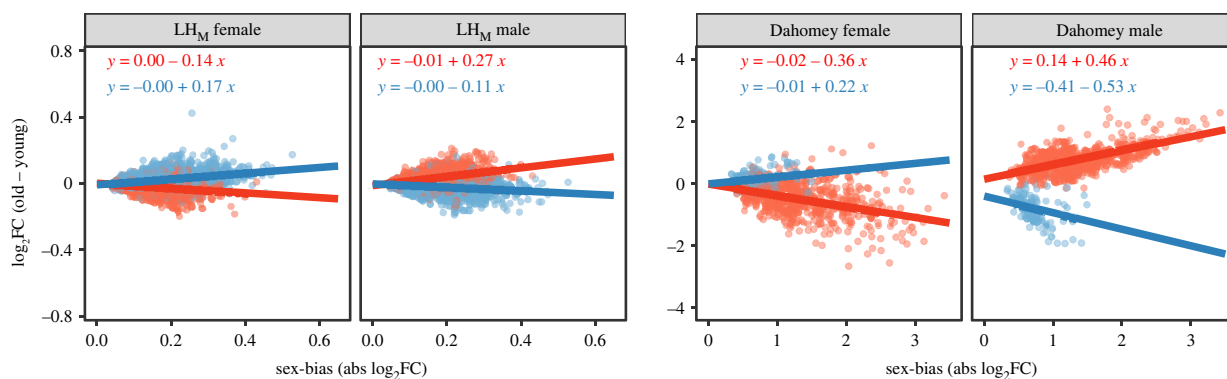 LHM female
LHM male
Dahomey female
Dahomey male
y = 0.00 – 0.14 x
y = –0.00 + 0.17 x
y = –0.01 + 0.27 x
y = –0.00 – 0.11 x
y = –0.02 – 0.36 x
y = –0.01 + 0.22 x
y = 0.14 + 0.46 x
y = –0.41 – 0.53 x
log2FC (old – young)
0.8
0.4
0
–0.4
–0.8
4
2
0
–2
–4
0.0 0.2 0.4 0.6
0.0 0.2 0.4 0.6
0 1 2 3
0 1 2 3
sex-bias (abs log2FC)
sex-bias (abs log2FC)